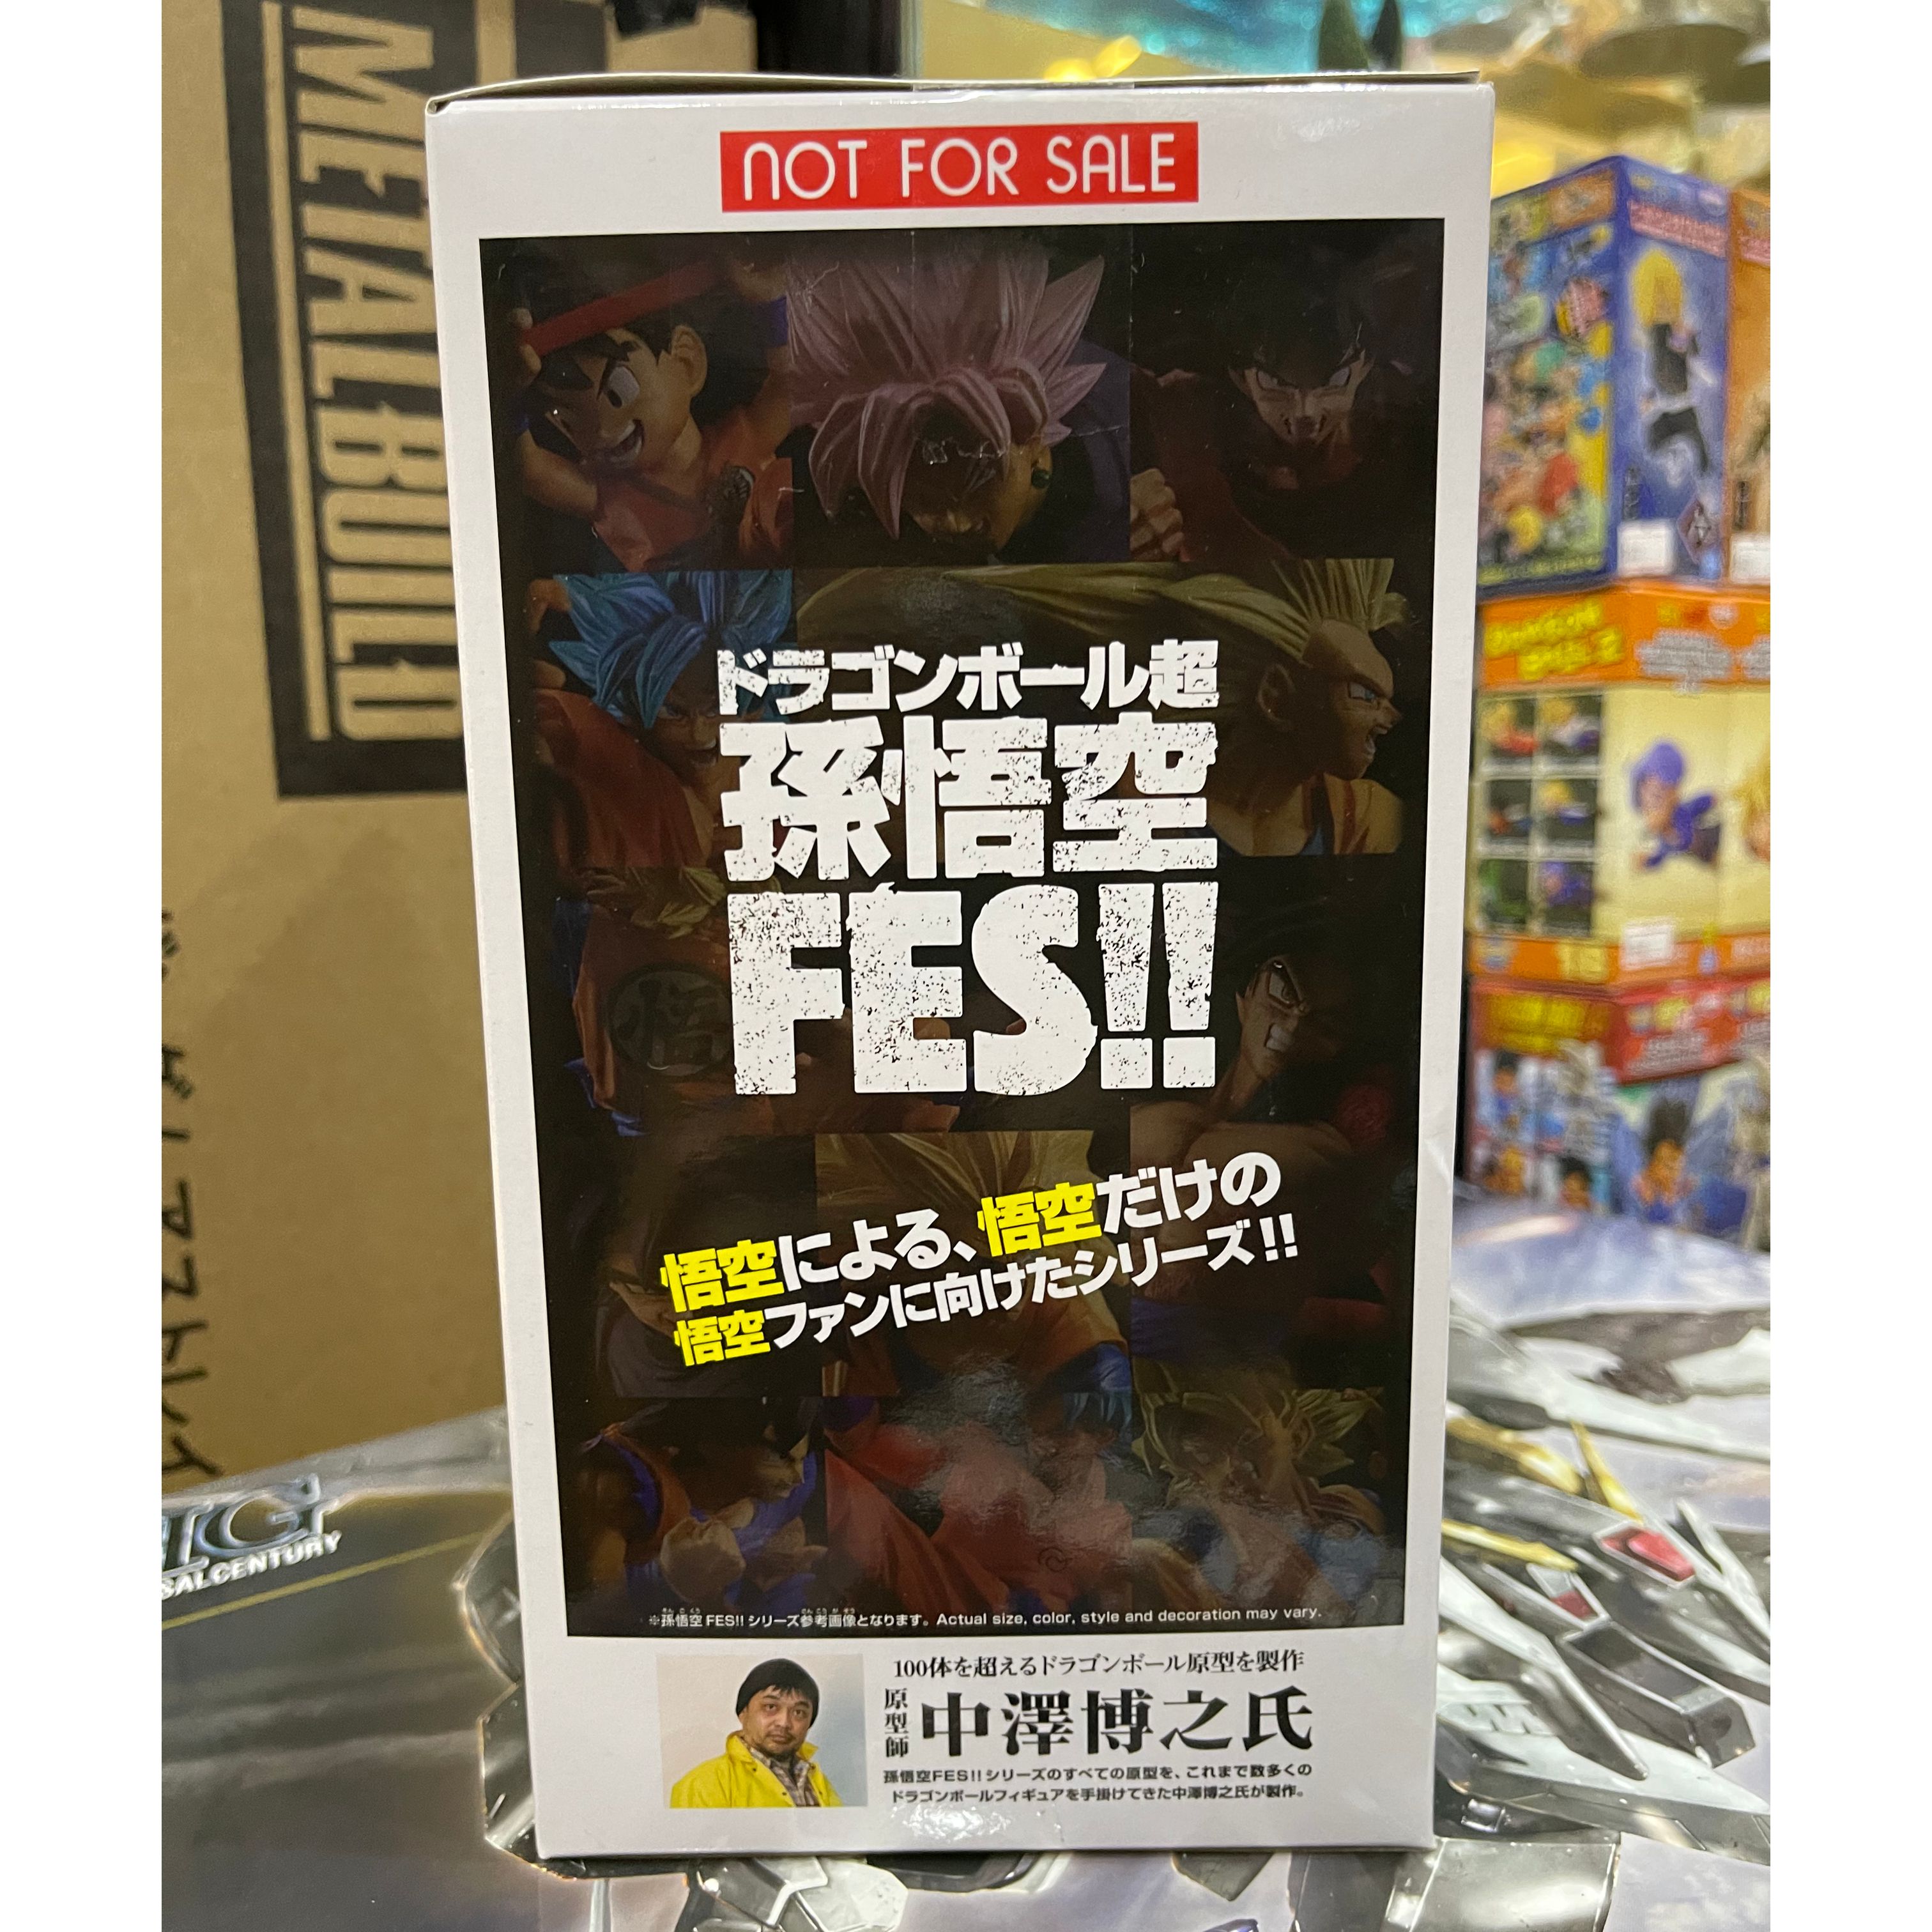 METAL BUILD
NOT FOR SALE
ドラゴンボール超
孫悟空
FES!!
悟
悟空による、悟空だけの
悟空ファンに向けたシリーズ!!
※孫悟空FES!!シリーズ参考画像となります。Actual size, color, style and decoration may vary.
100体を超えるドラゴンボール原型を製作
原型師 中澤博之氏
孫悟空FES!!シリーズのすべての原型を、これまで数多くの
ドラゴンボールフィギュアを手掛けてきた中澤博之氏が製作。